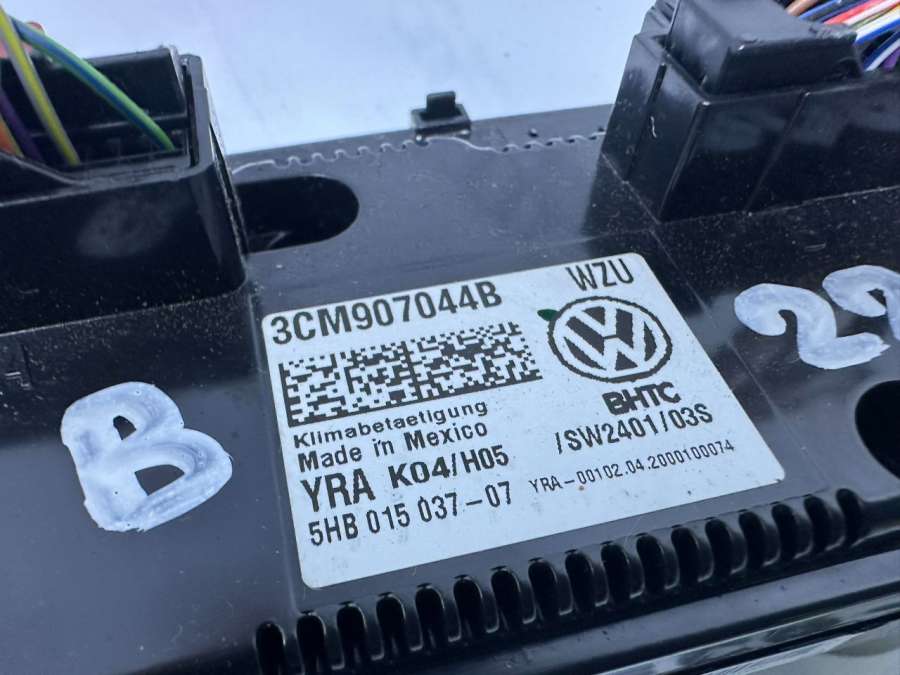 3CM907044B
WZU
BHTC
Klimabetaetigung
Made in Mexico
/SW2401/03S
YRA K04/H05
5HB 015 037-07
YRA-00102.04.2000100074
B
22